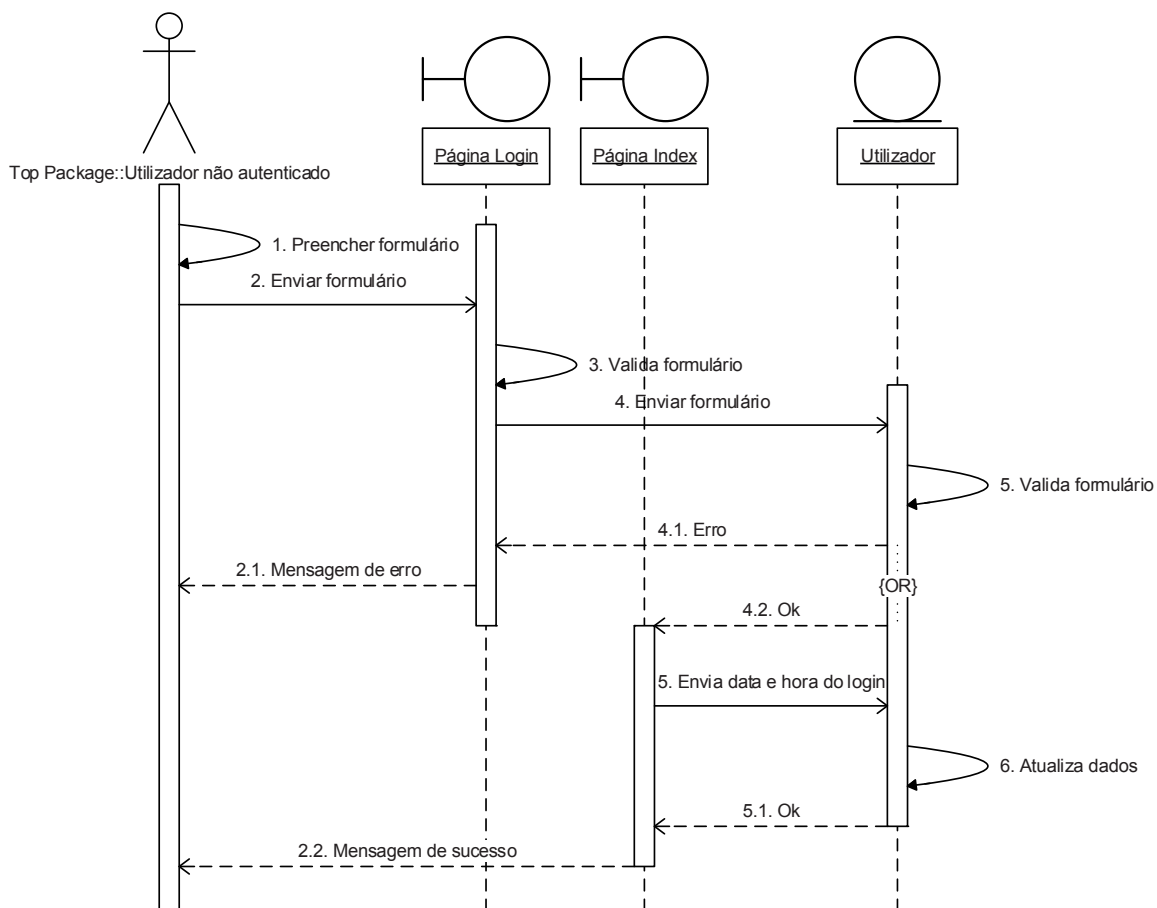 Página Login
Página Index
Utilizador
Top Package::Utilizador não autenticado
1. Preencher formulário
2. Enviar formulário
3. Valida formulário
4. Enviar formulário
5. Valida formulário
4.1. Erro
2.1. Mensagem de erro
{OR}
4.2. Ok
5. Envia data e hora do login
6. Atualiza dados
5.1. Ok
2.2. Mensagem de sucesso